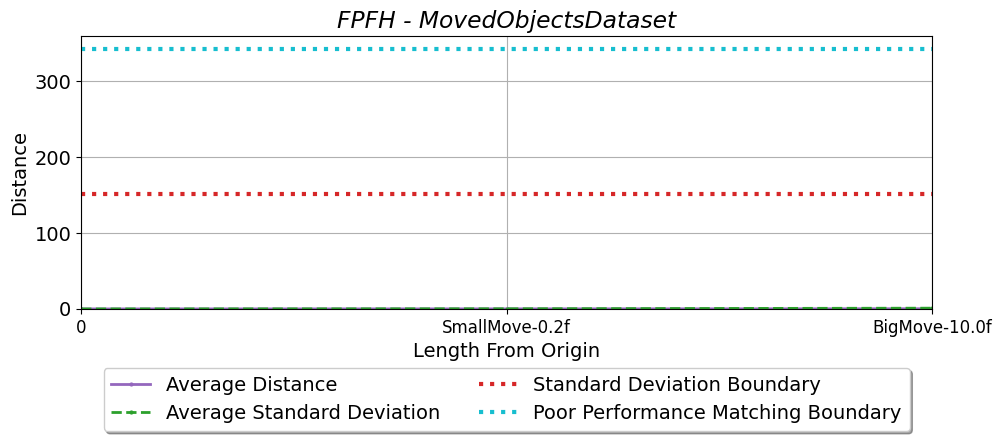 FPFH - MovedObjectsDataset
Distance
300
200
100
0
0 SmallMove-0.2f BigMove-10.0f
Length From Origin
Average Distance
Average Standard Deviation
Standard Deviation Boundary
Poor Performance Matching Boundary